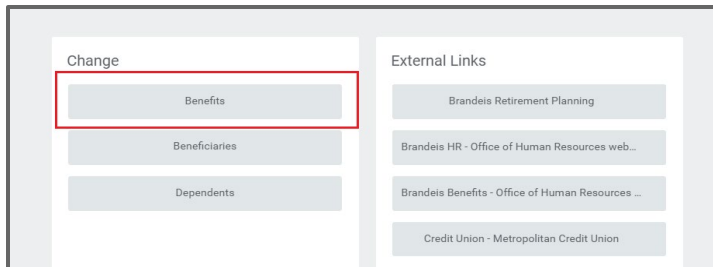 Change
Benefits
Beneficiaries
Dependents
External Links
Brandeis Retirement Planning
Brandeis HR - Office of Human Resources web...
Brandeis Benefits - Office of Human Resources ...
Credit Union - Metropolitan Credit Union